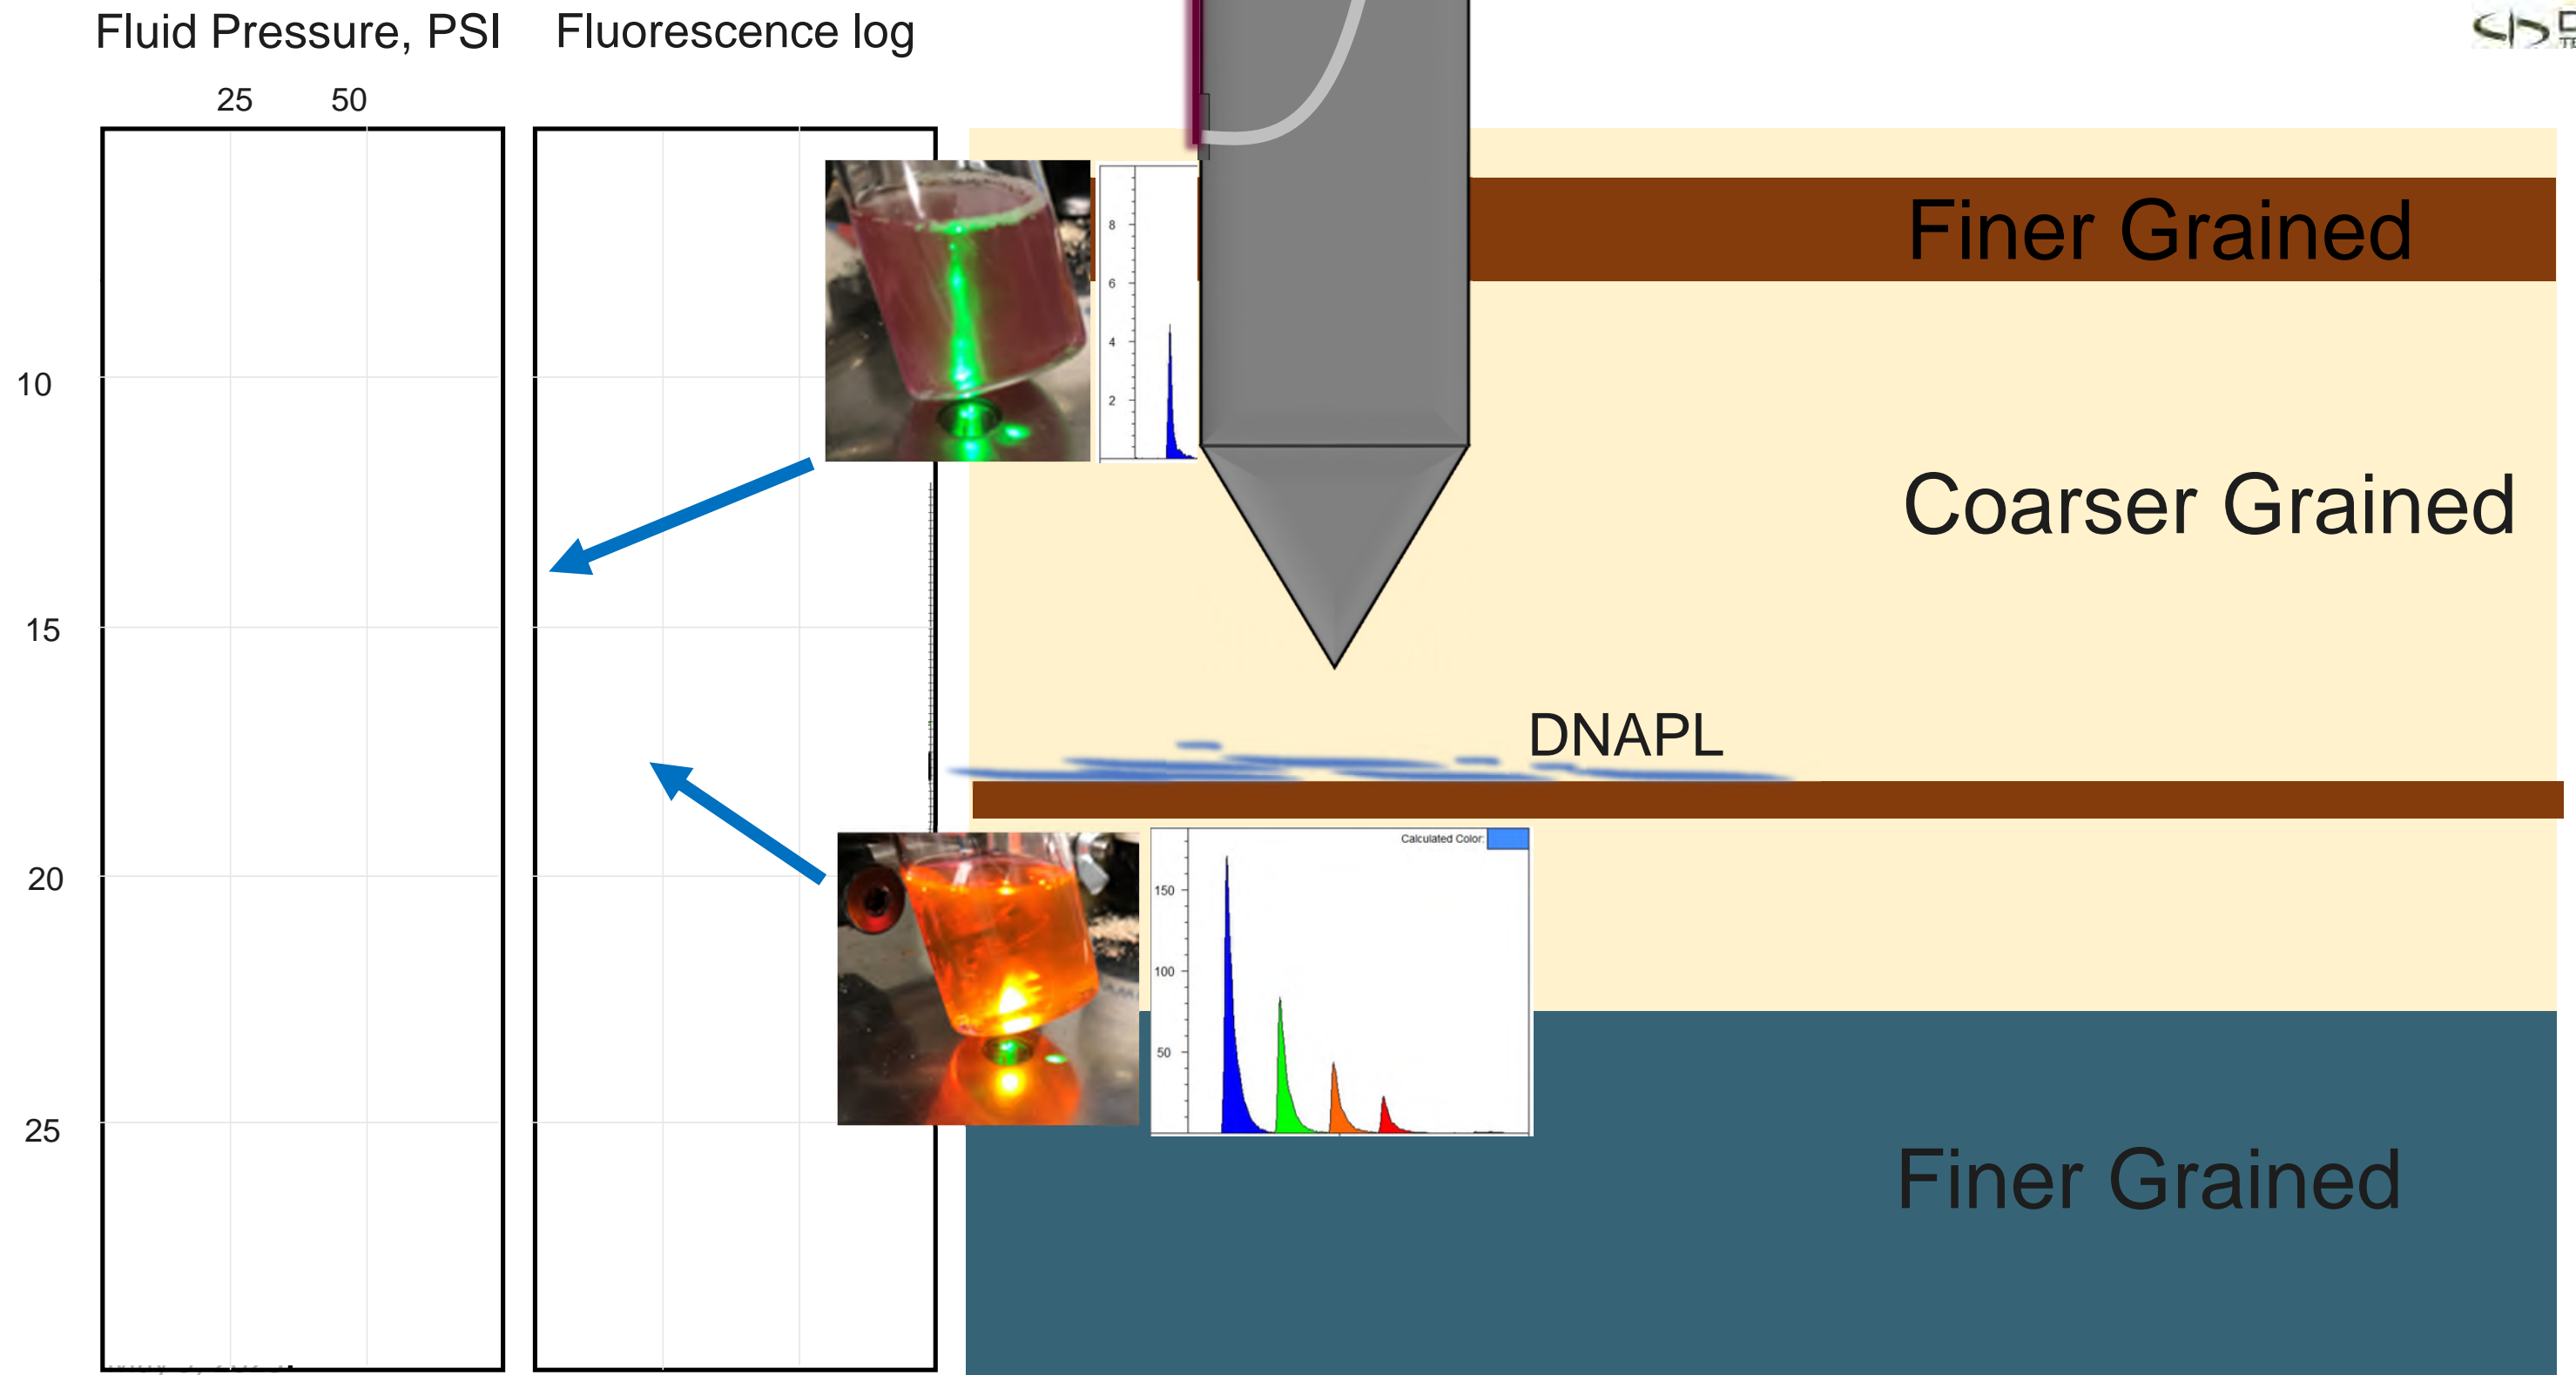 Fluid Pressure, PSI
Fluorescence log
25
50
8
6
4
2
Finer Grained
10
Coarser Grained
15
DNAPL
Calculated Color:
150
100
50
20
25
Finer Grained